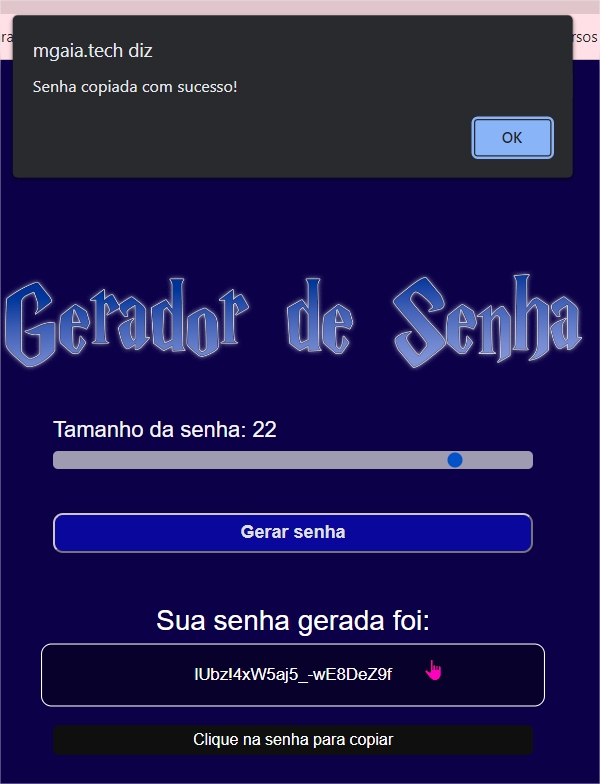 mgaia.tech diz
Senha copiada com sucesso!
OK
rsos
Gerador de Senha
Tamanho da senha: 22
Gerar senha
Sua senha gerada foi:
lUbz!4xW5aj5_-wE8DeZ9f
Clique na senha para copiar